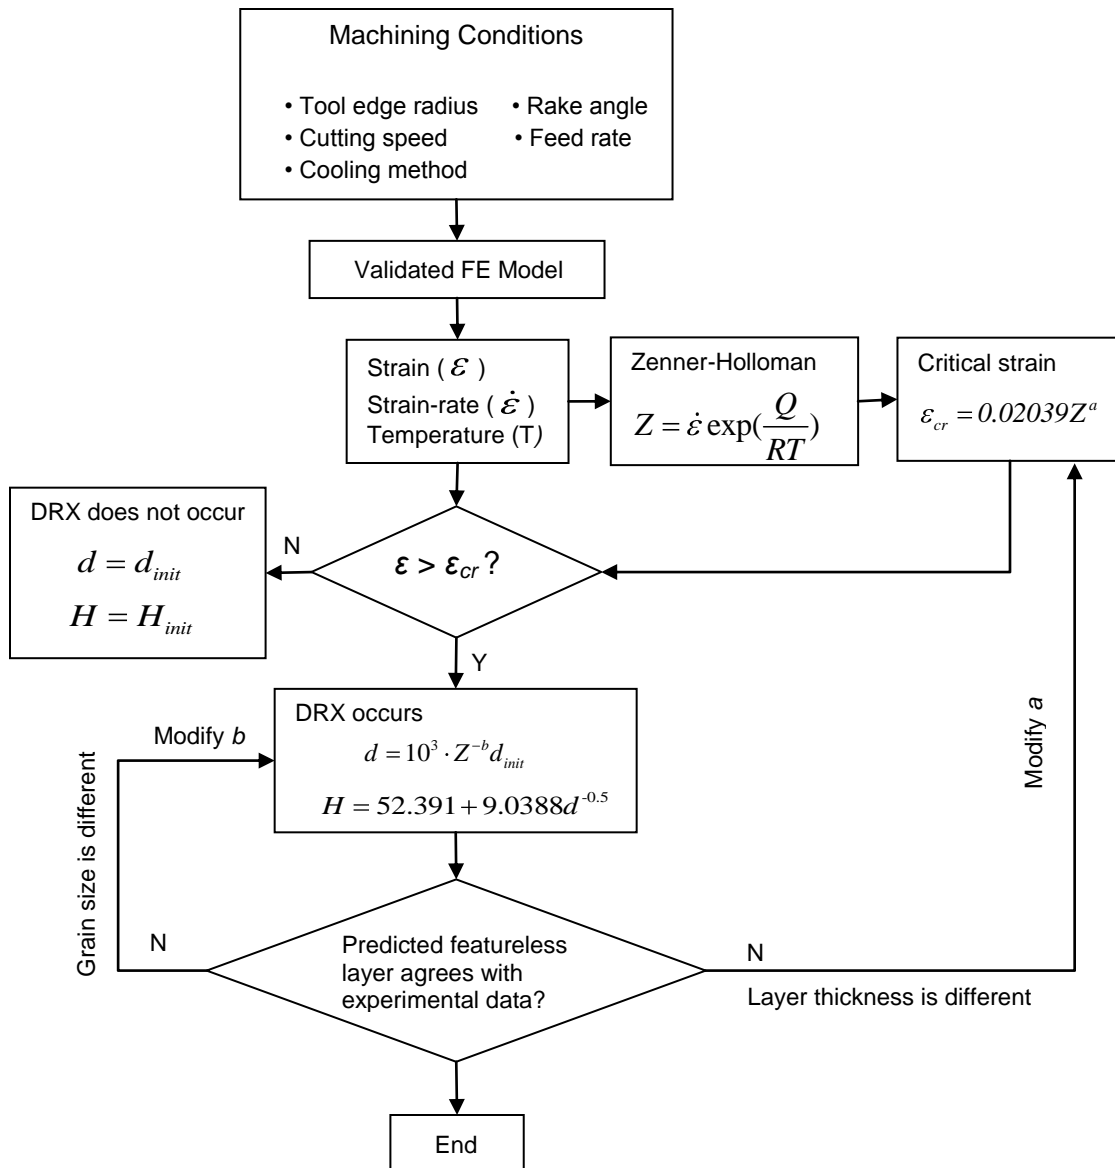 Machining Conditions
• Tool edge radius • Rake angle
• Cutting speed • Feed rate
• Cooling method
Validated FE Model
Strain ( ε )
Strain-rate ( ε̇ )
Temperature (T)
Zenner-Holloman
Z = ε̇ exp(Q/RT)
Critical strain
ε_cr = 0.02039Z^a
DRX does not occur
d = d_init
H = H_init
N
ε > ε_cr ?
Y
Modify a
DRX occurs
d = 10^3 · Z^-b d_init
H = 52.391 + 9.0388d^-0.5
Modify b
Grain size is different
N
Predicted featureless
layer agrees with
experimental data?
N
Layer thickness is different
End